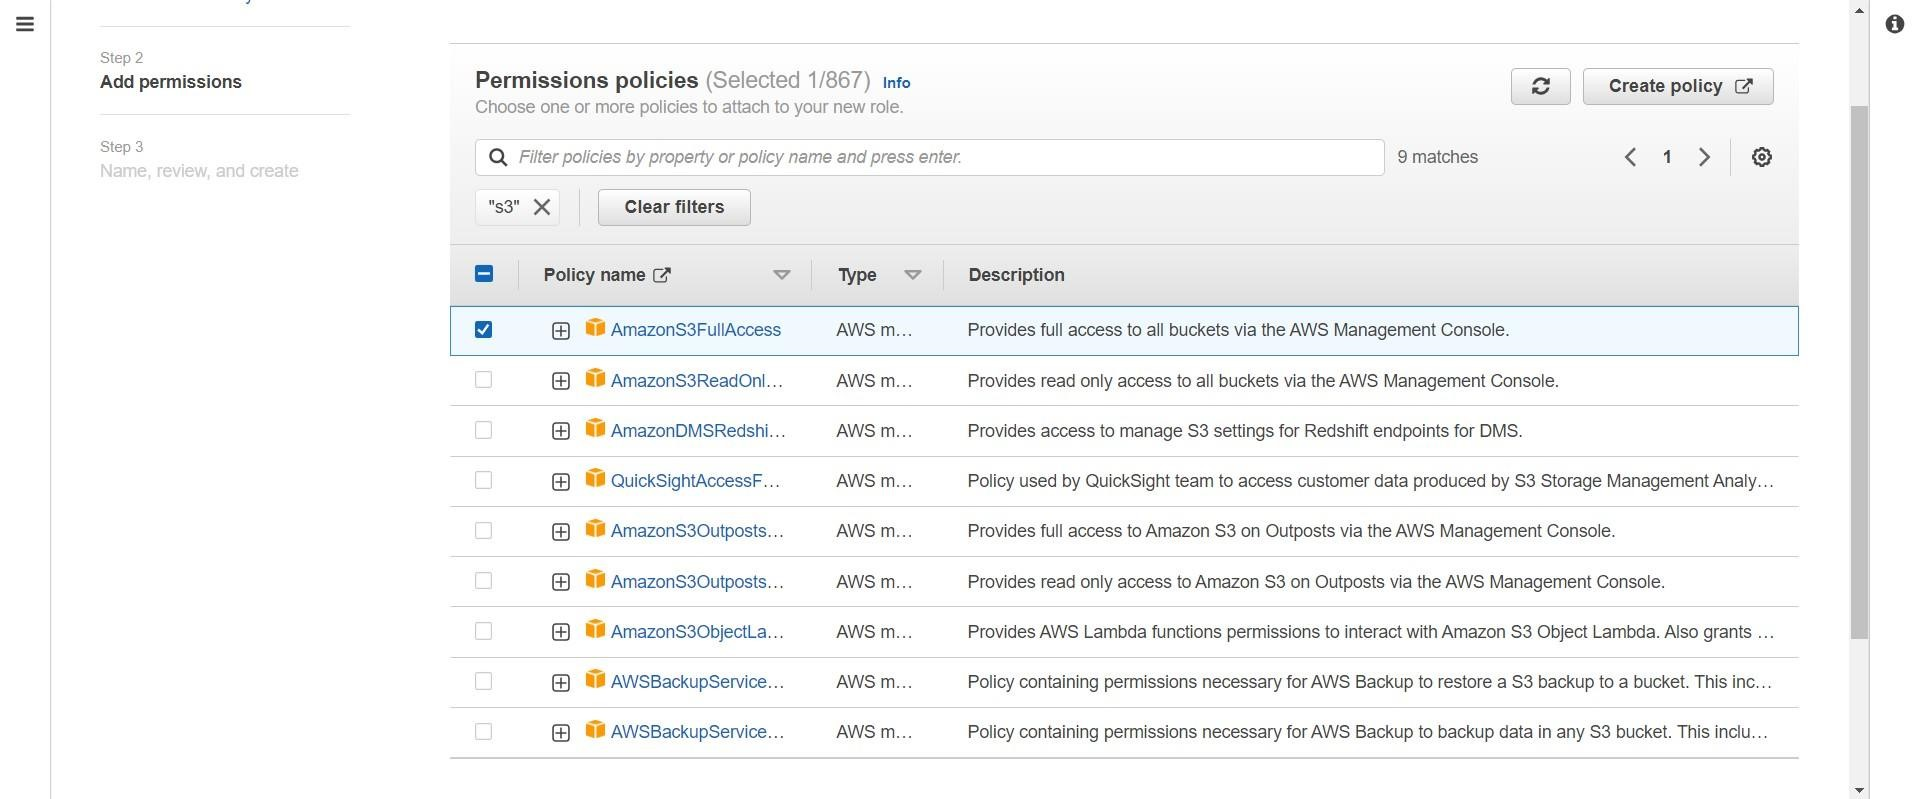 Step 2
Add permissions
Step 3
Name, review, and create
Permissions policies (Selected 1/867) Info
Choose one or more policies to attach to your new role.
Create policy
Filter policies by property or policy name and press enter.
9 matches
1
"s3"
Clear filters
Policy name Type Description
AmazonS3FullAccess AWS m... Provides full access to all buckets via the AWS Management Console.
AmazonS3ReadOnl... AWS m... Provides read only access to all buckets via the AWS Management Console.
AmazonDMSRedshi... AWS m... Provides access to manage S3 settings for Redshift endpoints for DMS.
QuickSightAccessF... AWS m... Policy used by QuickSight team to access customer data produced by S3 Storage Management Analy...
AmazonS3Outposts... AWS m... Provides full access to Amazon S3 on Outposts via the AWS Management Console.
AmazonS3Outposts... AWS m... Provides read only access to Amazon S3 on Outposts via the AWS Management Console.
AmazonS3ObjectLa... AWS m... Provides AWS Lambda functions permissions to interact with Amazon S3 Object Lambda. Also grants ...
AWSBackupService... AWS m... Policy containing permissions necessary for AWS Backup to restore a S3 backup to a bucket. This inc...
AWSBackupService... AWS m... Policy containing permissions necessary for AWS Backup to backup data in any S3 bucket. This inclu...